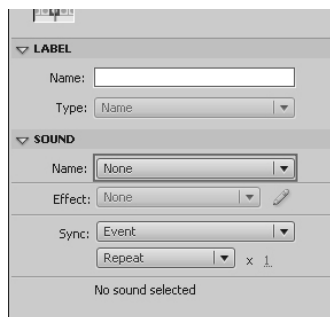 LABEL
Name:
Type: Name
SOUND
Name: None
Effect: None
Sync: Event
Repeat x 1
No sound selected